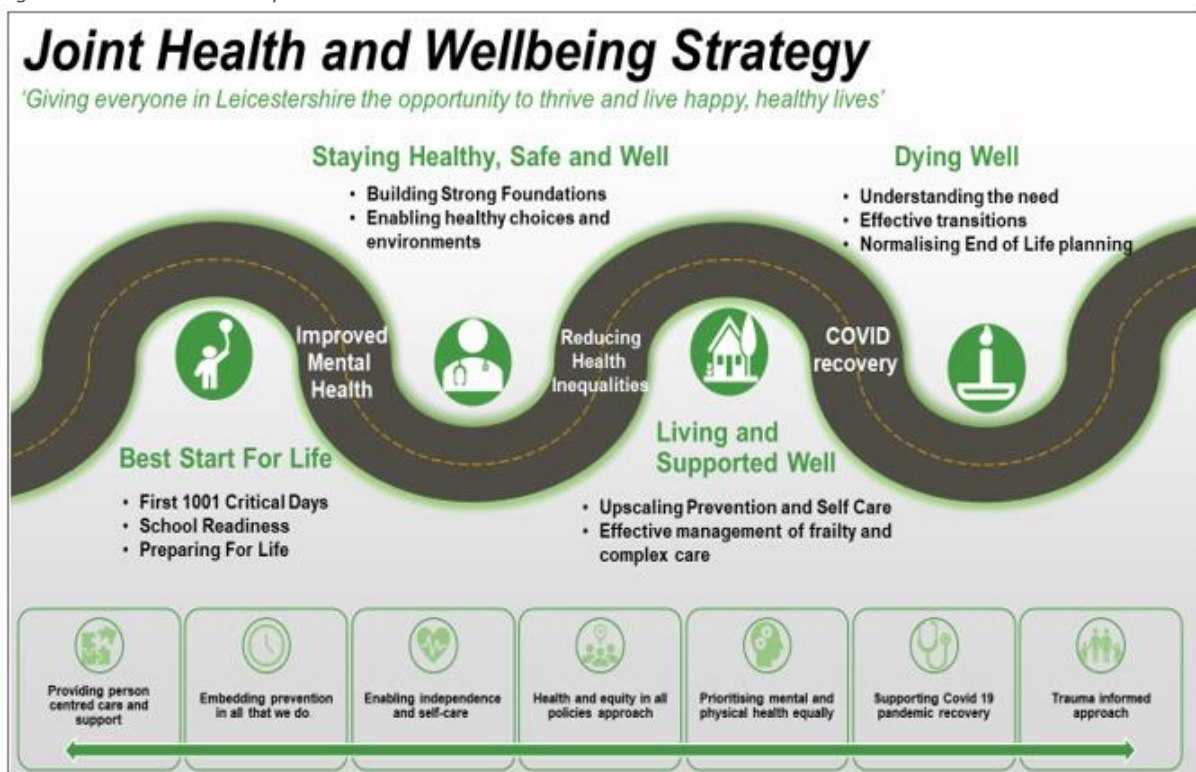 Joint Health and Wellbeing Strategy
'Giving everyone in Leicestershire the opportunity to thrive and live happy, healthy lives'
Staying Healthy, Safe and Well
• Building Strong Foundations
• Enabling healthy choices and
environments
Dying Well
• Understanding the need
• Effective transitions
• Normalising End of Life planning
Improved
Mental
Health
Reducing
Health
Inequalities
COVID
recovery
Best Start For Life
• First 1001 Critical Days
• School Readiness
• Preparing For Life
Living and
Supported Well
• Upscaling Prevention and Self Care
• Effective management of frailty and
complex care
Providing person
centred care and
support
Embedding prevention
in all that we do
Enabling independence
and self-care
Health and equity in all
policies approach
Prioritising mental and
physical health equally
Supporting Covid 19
pandemic recovery
Trauma informed
approach